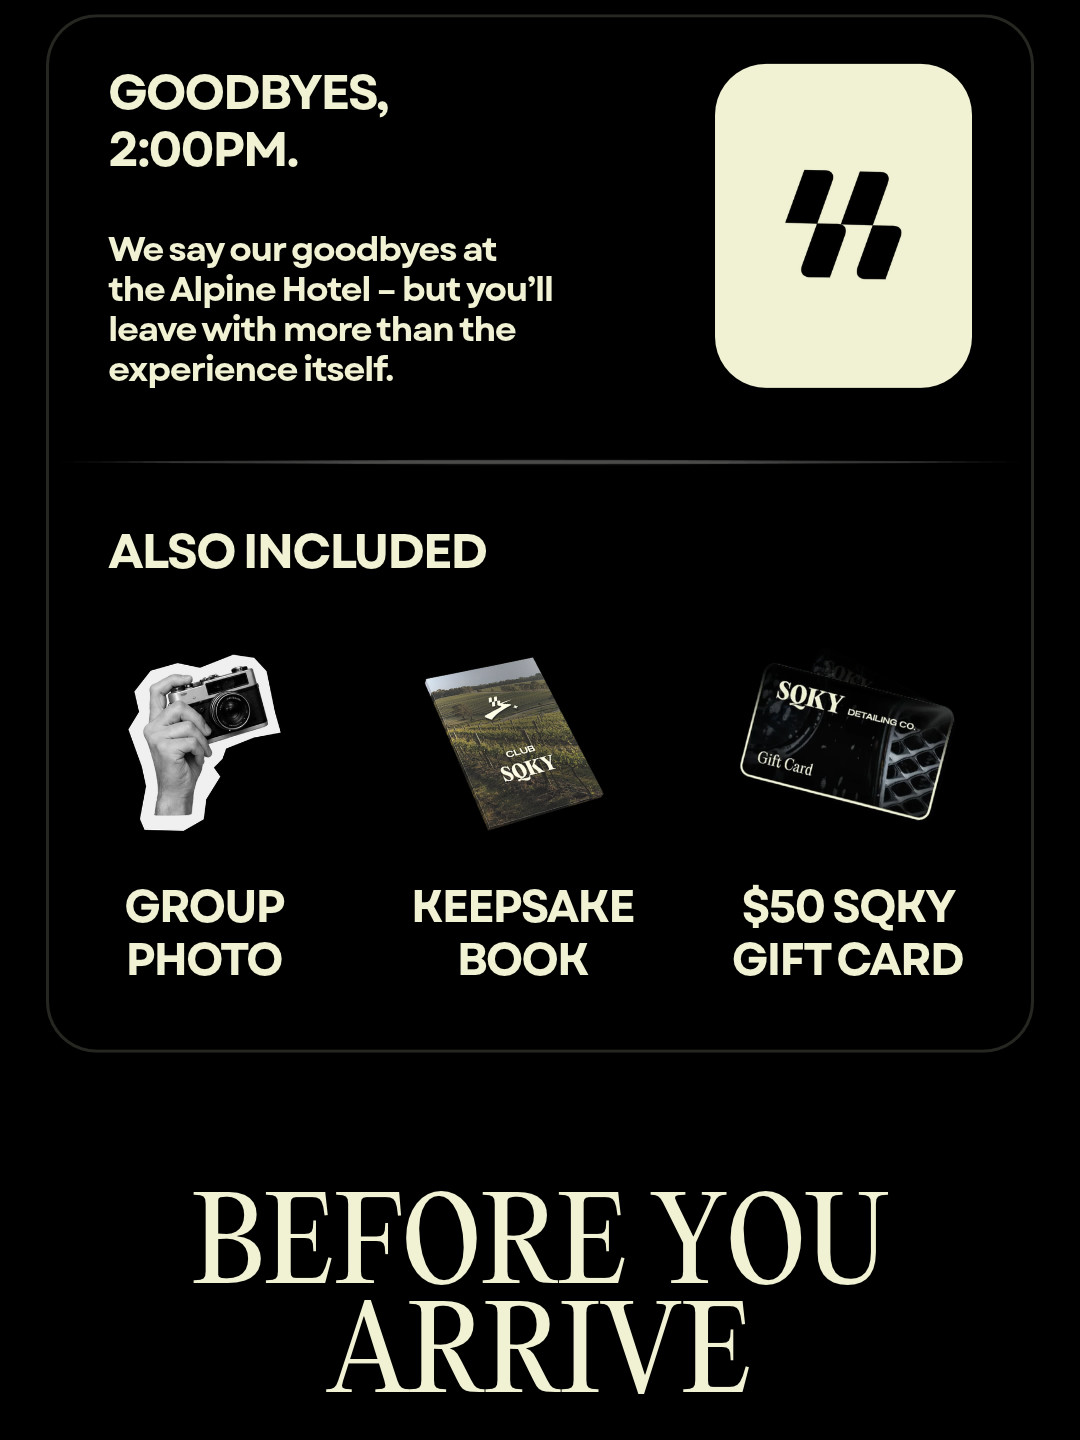 GOODBYES,
2:00PM.
We say our goodbyes at
the Alpine Hotel – but you’ll
leave with more than the
experience itself.
ALSO INCLUDED
CLUB
SQKY
SQKY DETAILING CO.
Gift Card
GROUP
PHOTO
KEEPSAKE
BOOK
$50 SQKY
GIFT CARD
BEFORE YOU
ARRIVE